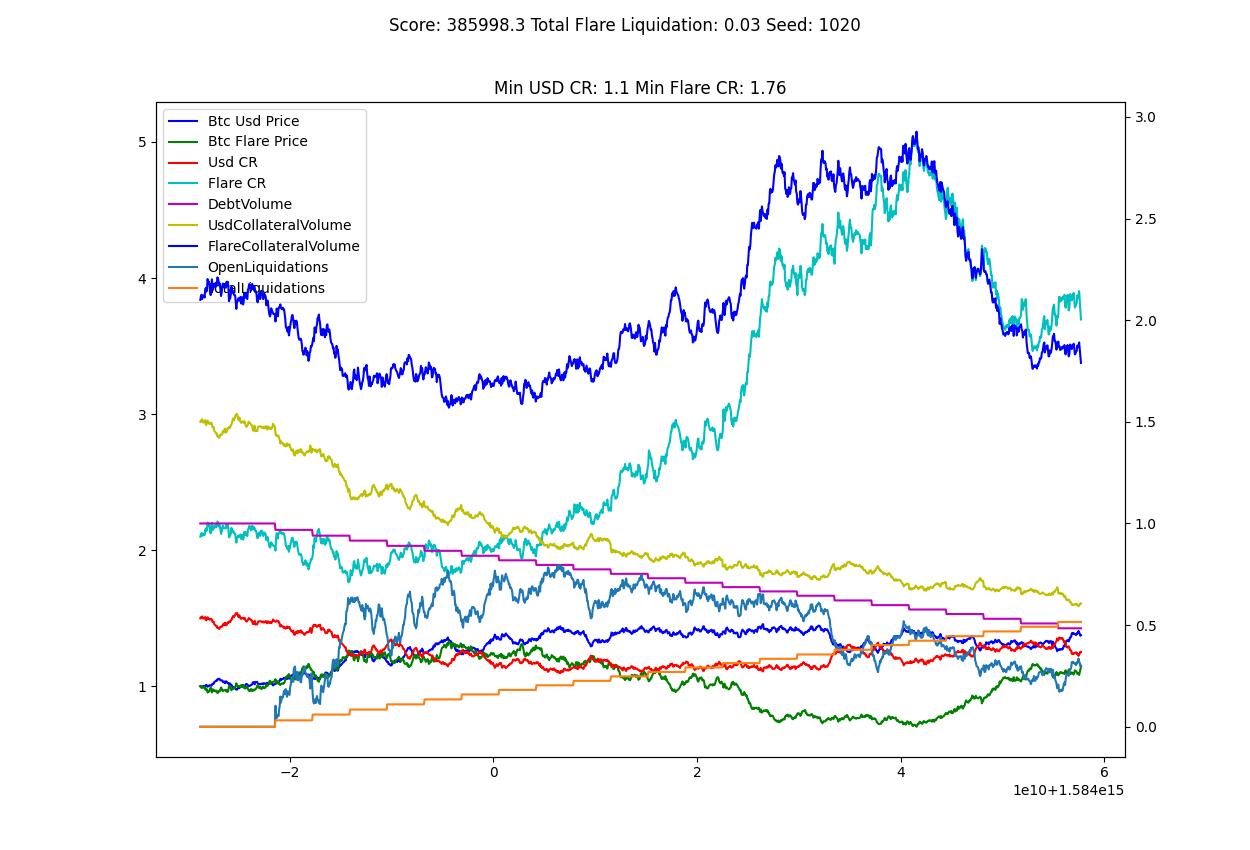 Score: 385998.3 Total Flare Liquidation: 0.03 Seed: 1020
Min USD CR: 1.1 Min Flare CR: 1.76
Btc Usd Price
Btc Flare Price
Usd CR
Flare CR
DebtVolume
UsdCollateralVolume
FlareCollateralVolume
OpenLiquidations
TotalLiquidations
5
4
3
2
1
3.0
2.5
2.0
1.5
1.0
0.5
0.0
−2
0
2
4
6
1e10+1.584e15